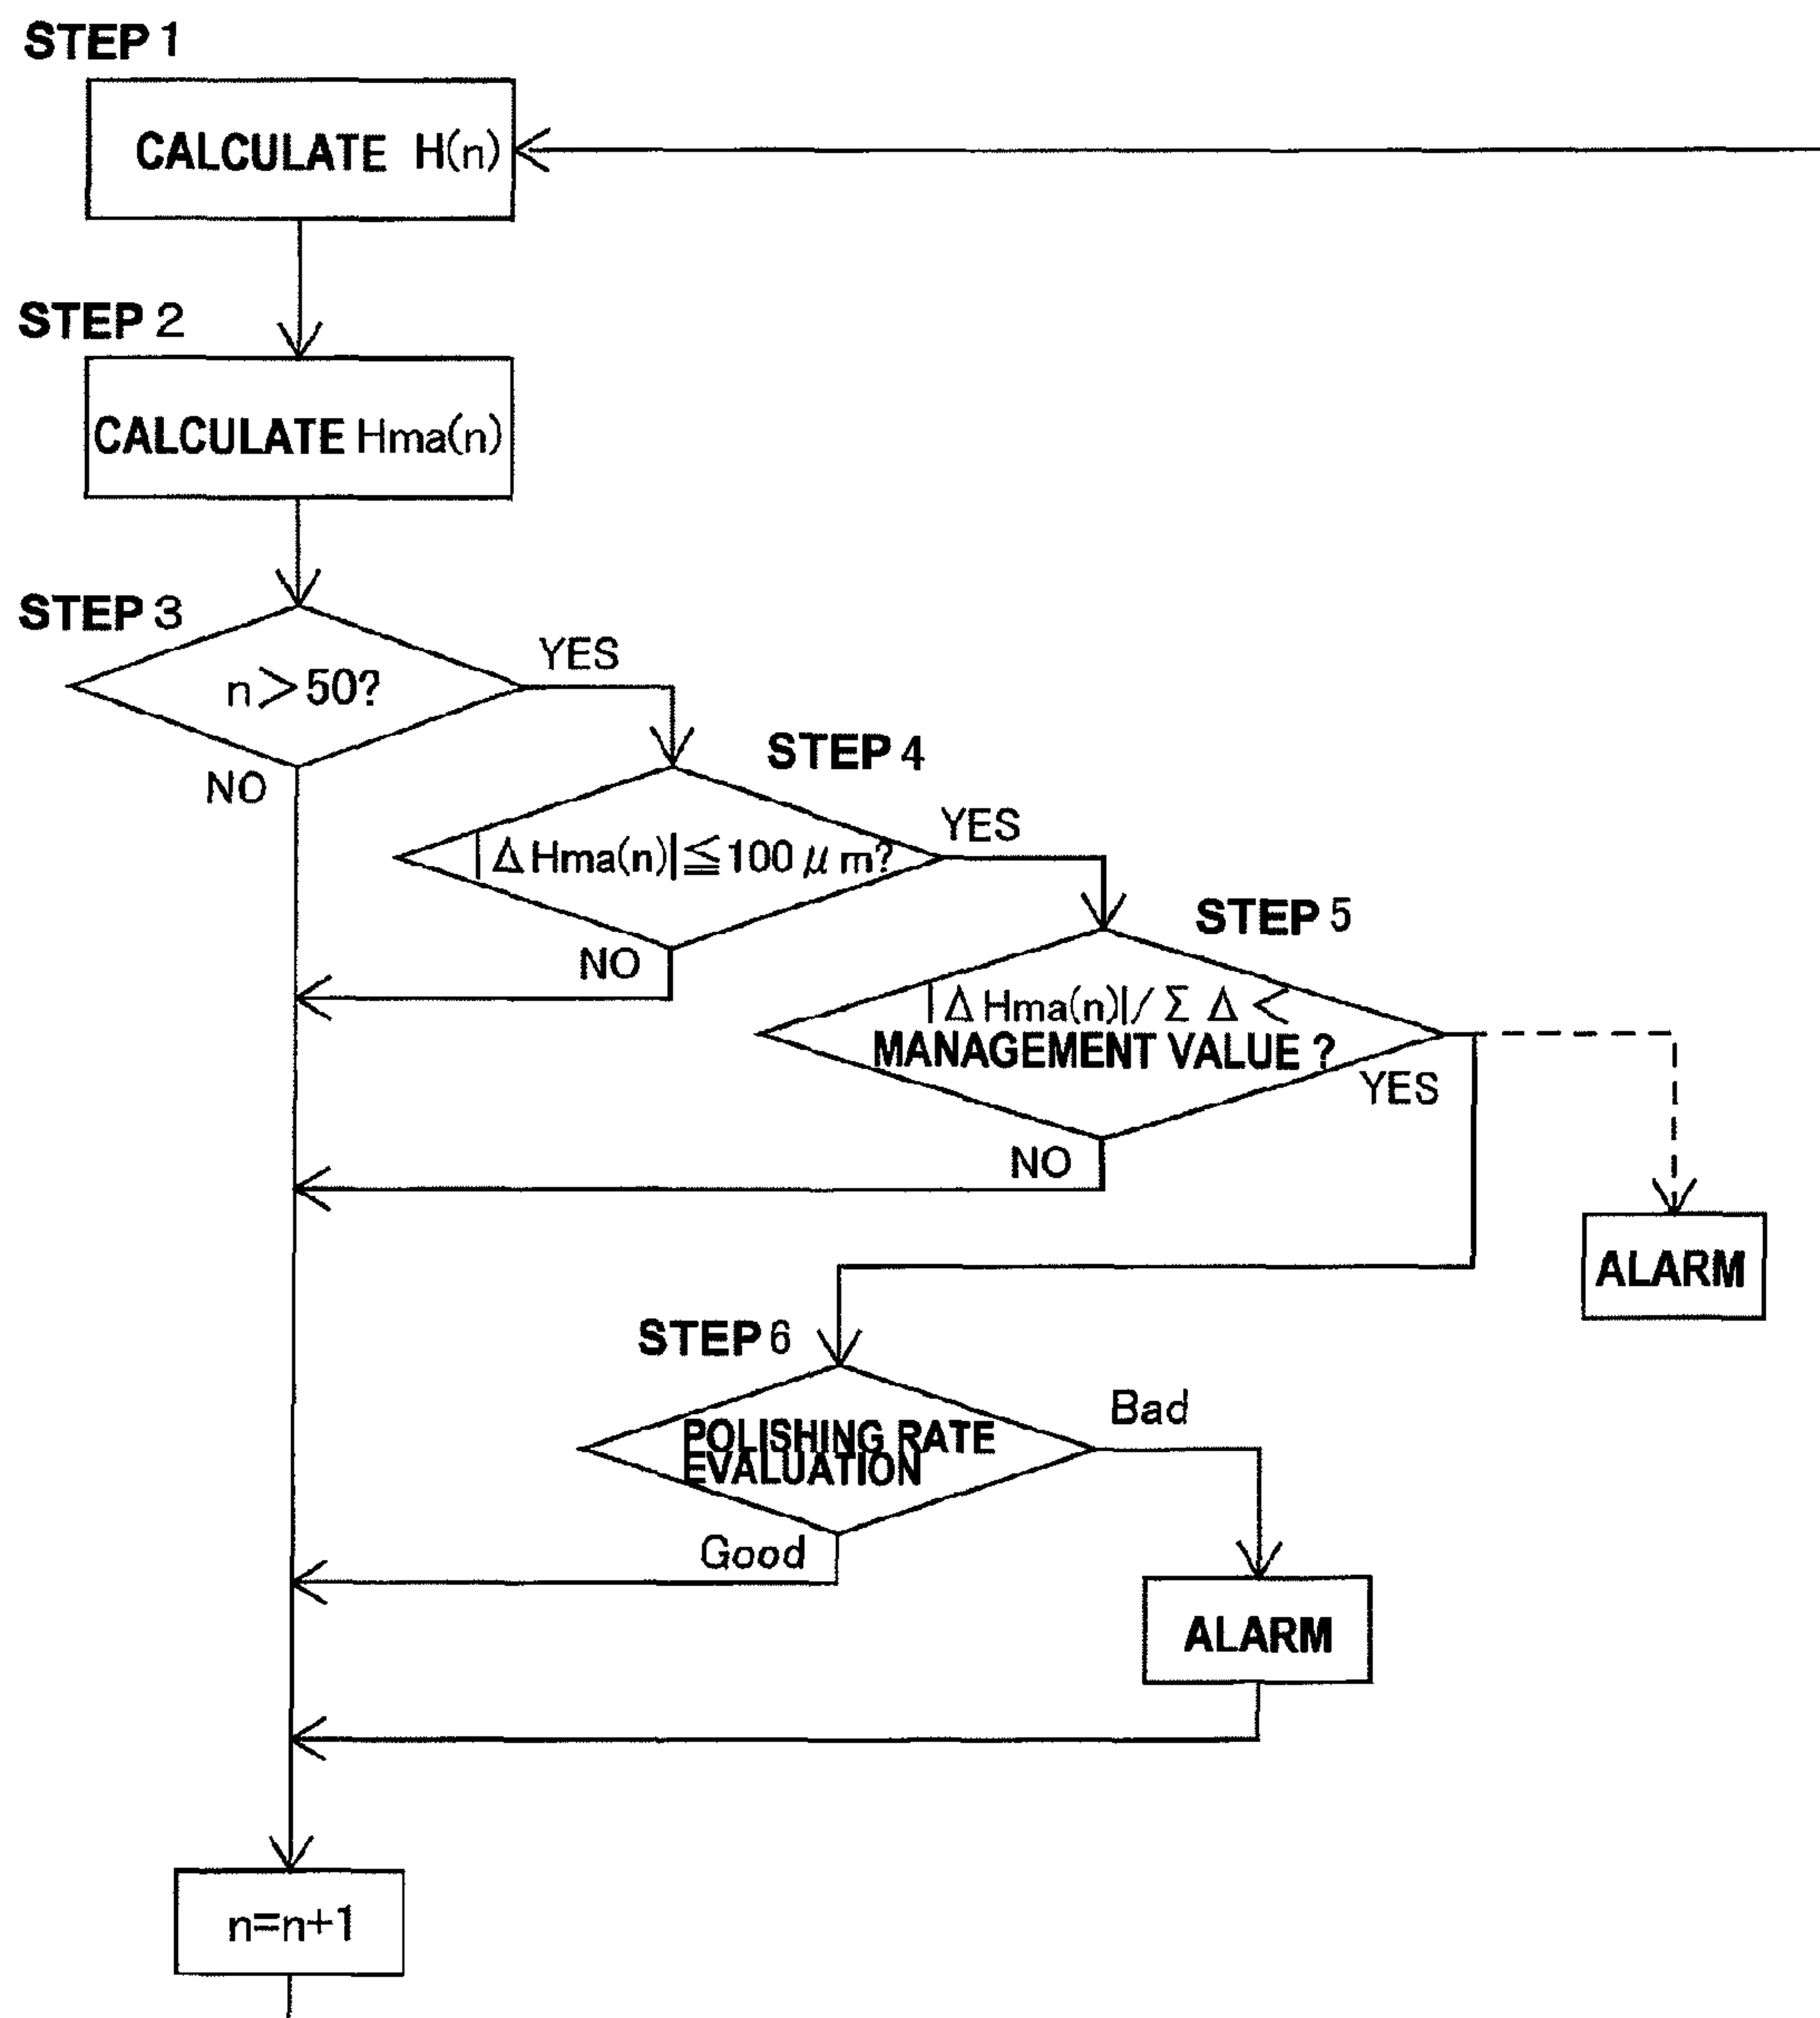 STEP 1
CALCULATE H(n)
STEP 2
CALCULATE Hma(n)
STEP 3
n>50?
YES
NO
STEP 4
|ΔHma(n)|≦100μm?
YES
NO
STEP 5
|ΔHma(n)|/ΣΔ<
MANAGEMENT VALUE ?
YES
NO
ALARM
STEP 6
POLISHING RATE
EVALUATION
Bad
Good
ALARM
n=n+1